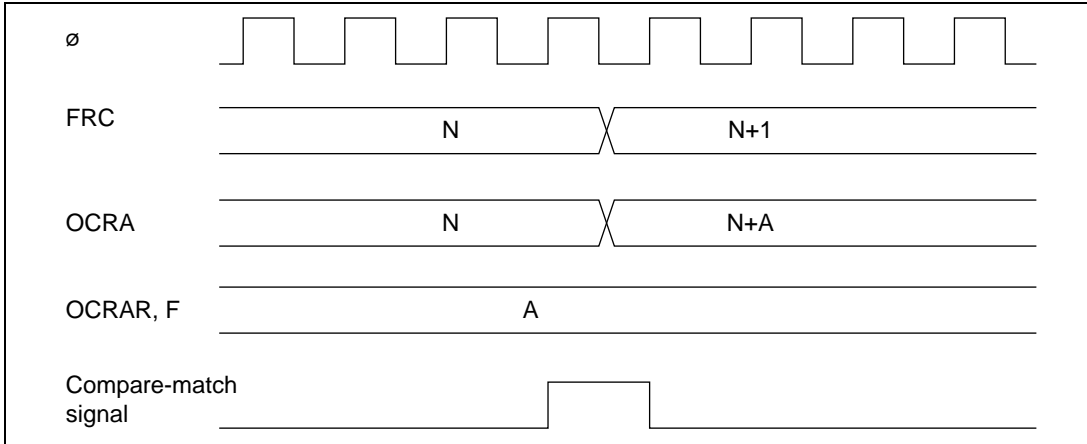 ø
FRC
N
N+1
OCRA
N
N+A
OCRAR, F
A
Compare-match
signal